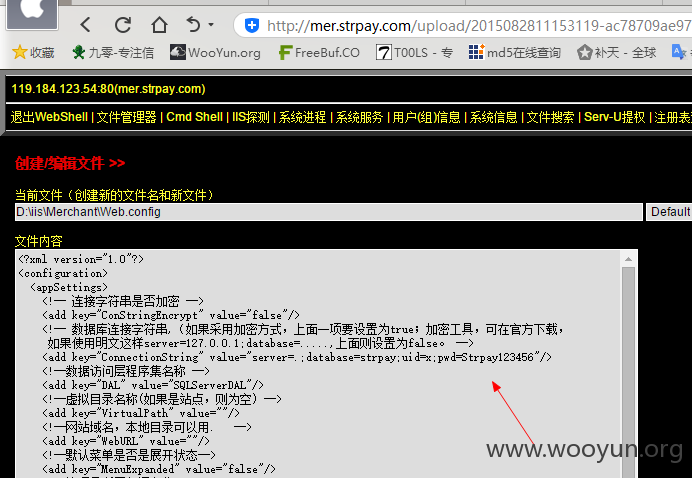 http://mer.strpay.com/upload/2015082811153119-ac78709ae97
收藏 九零-专注信 WooYun.org FreeBuf.CO T00LS - 专 md5在线查询 补天 - 全球
119.184.123.54:80(mer.strpay.com)
退出WebShell | 文件管理器 | Cmd Shell | IIS探测 | 系统进程 | 系统服务 | 用户(组)信息 | 系统信息 | 文件搜索 | Serv-U提权 | 注册表
创建/编辑文件 >>
当前文件（创建新的文件名和新文件）
D:\iis\Merchant\Web.config Default
文件内容
<?xml version="1.0"?>
<configuration>
<appSettings>
<!-- 连接字符串是否加密 -->
<add key="ConStringEncrypt" value="false"/>
<!-- 数据库连接字符串，（如果采用加密方式，上面一项要设置为true；加密工具，可在官方下载，
如果使用明文这样server=127.0.0.1;database=.....,上面则设置为false。 -->
<add key="ConnectionString" value="server=.;database=strpay;uid=x;pwd=Strpay123456"/>
<!--数据访问层程序集名称 -->
<add key="DAL" value="SQLServerDAL"/>
<!--虚拟目录名称(如果是站点，则为空) -->
<add key="VirtualPath" value=""/>
<!--网站域名，本地目录可以用. -->
<add key="WebURL" value=""/>
<!--默认菜单是否是展开状态-->
<add key="MenuExpanded" value="false"/>
www.wooyun.org